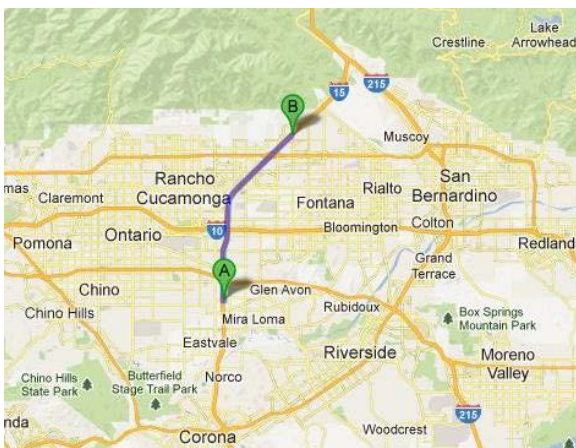 Lake
Arrowhead
Crestline
15
215
B
Muscoy
mas
Claremont
Rancho
Cucamonga
Rialto
San
Bernardino
Fontana
10
Bloomington
Colton
Redland
Pomona
Ontario
Grand
Terrace
A
Chino
Glen Avon
Chino Hills
Mira Loma
Rubidoux
Box Springs
Mountain Park
Eastvale
Riverside
Moreno
Valley
Chino Hills
State Park
Butterfield
Stage Trail Park
Norco
215
nda
Corona
Woodcrest